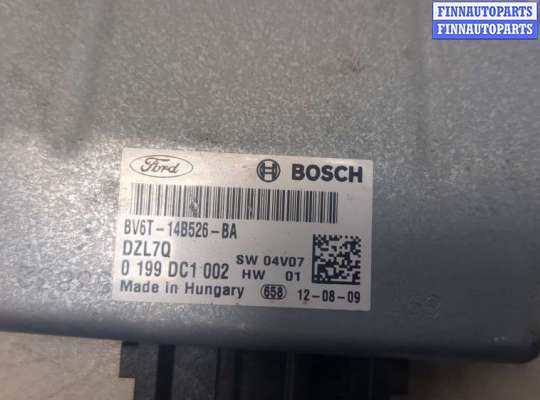 FINNAUTOPARTS
FINNAUTOPARTS
Ford BOSCH
BV6T-14B526-BA
DZL7Q
0 199 DC1 002 SW 04V07
HW 01
Made in Hungary 658 12-08-09